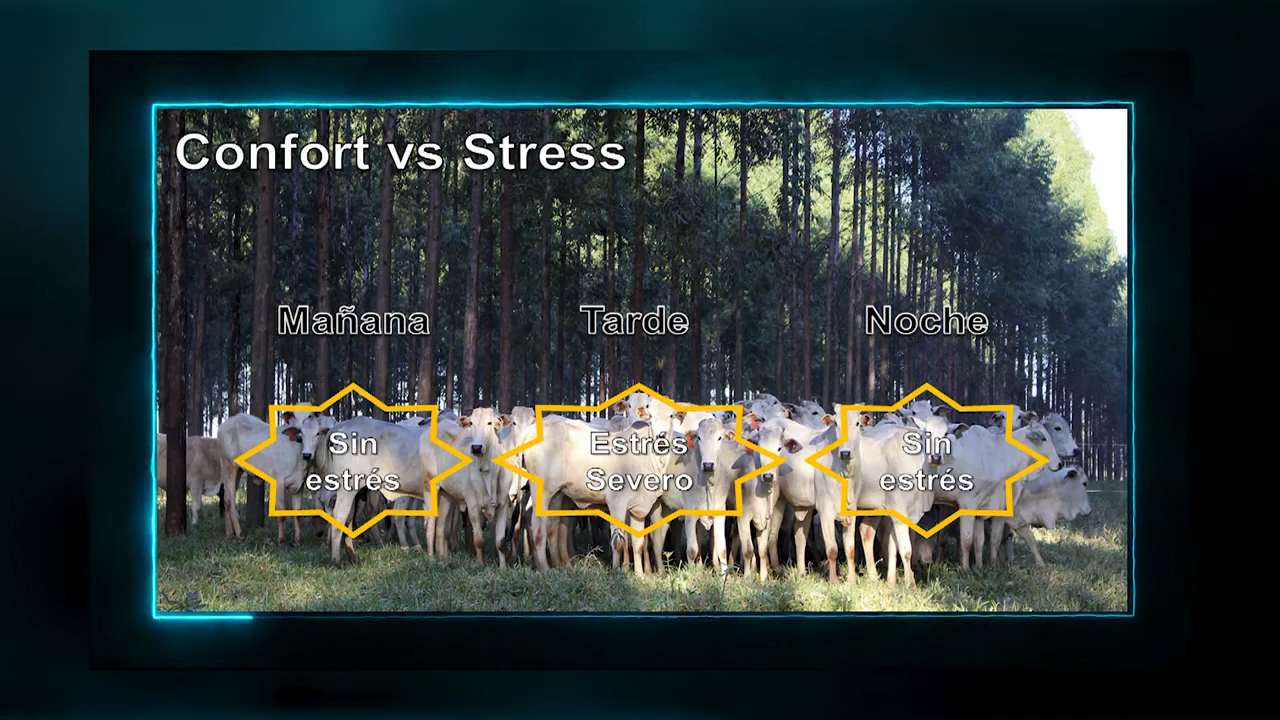 Confort vs Stress
Mañana Tarde Noche
Sin Estrés Sin
estrés Severo estrés